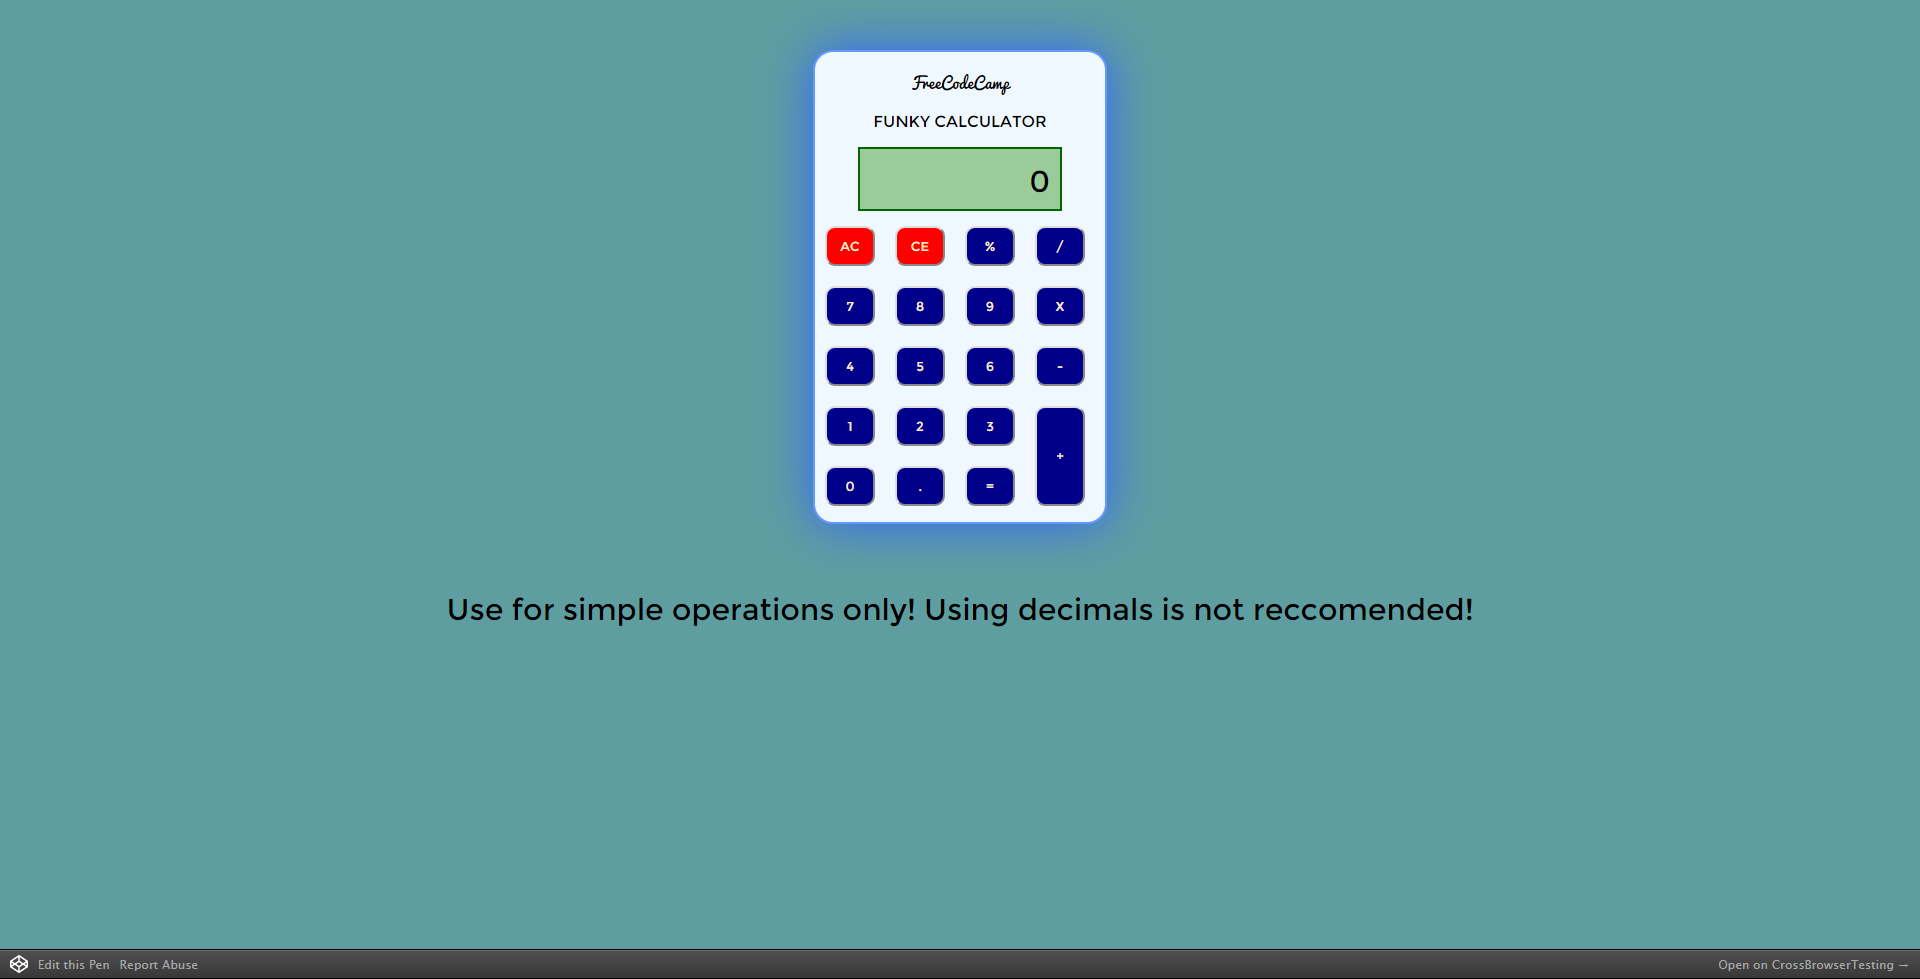 FreeCodeCamp
FUNKY CALCULATOR
0
AC CE % /
7 8 9 X
4 5 6 -
1 2 3
+
0 . =
Use for simple operations only! Using decimals is not reccomended!
Edit this Pen Report Abuse Open on CrossBrowserTesting →